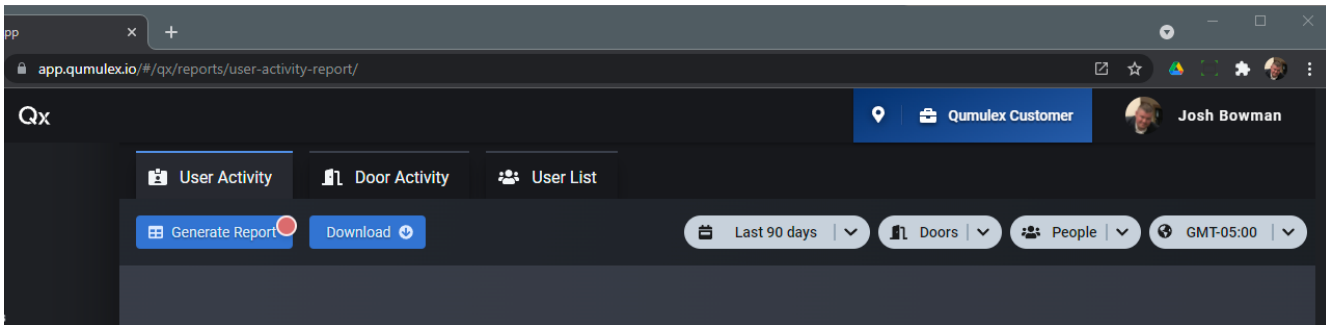 pp
app.qumulex.io/#/qx/reports/user-activity-report/
Qx Qumulex Customer Josh Bowman
User Activity Door Activity User List
Generate Report Download Last 90 days Doors People GMT-05:00